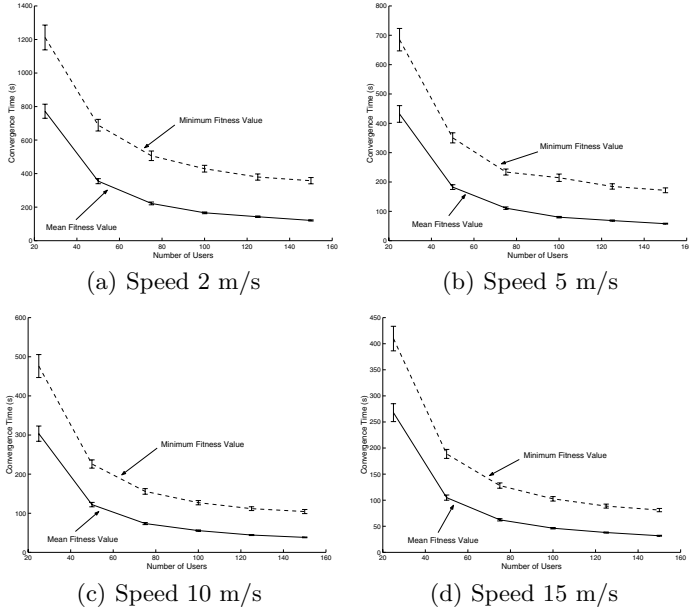 1400
1200
1000
800
600
400
200
0
Convergence Time (s)
Minimum Fitness Value
Mean Fitness Value
20 40 60 80 100 120 140 160
Number of Users
(a) Speed 2 m/s
800
700
600
500
400
300
200
100
0
Convergence Time (s)
Minimum Fitness Value
Mean Fitness Value
20 40 60 80 100 120 140 160
Number of Users
(b) Speed 5 m/s
600
500
400
300
200
100
0
Convergence Time (s)
Minimum Fitness Value
Mean Fitness Value
20 40 60 80 100 120 140 160
Number of Users
(c) Speed 10 m/s
450
400
350
300
250
200
150
100
50
0
Convergence Time (s)
Minimum Fitness Value
Mean Fitness Value
20 40 60 80 100 120 140 160
Number of Users
(d) Speed 15 m/s